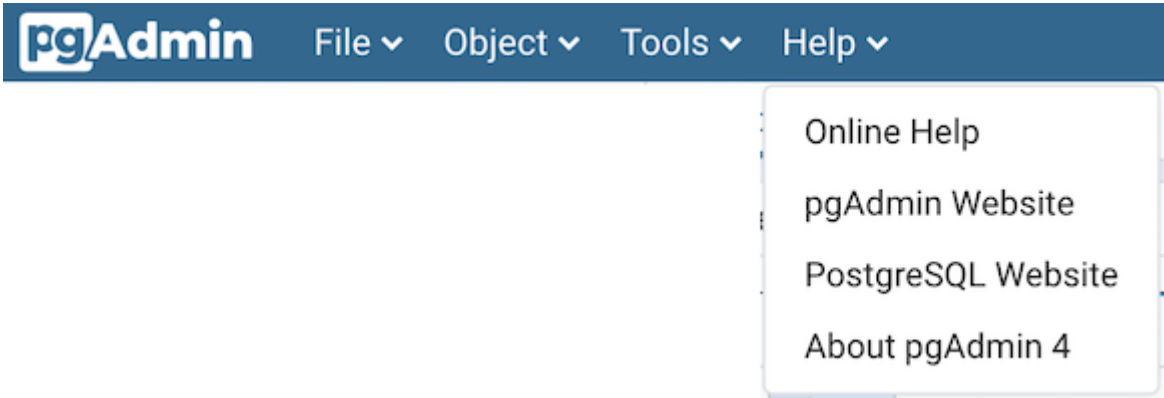 pgAdmin File Object Tools Help
Online Help
pgAdmin Website
PostgreSQL Website
About pgAdmin 4